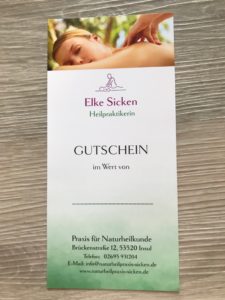 Elke Sicken
Heilpraktikerin
GUTSCHEIN
im Wert von
Praxis für Naturheilkunde
Brückenstraße 12, 53520 Insul
Telefon: 02695 931204
E-Mail: info@naturheilpraxis-sicken.de
www.naturheilpraxis-sicken.de